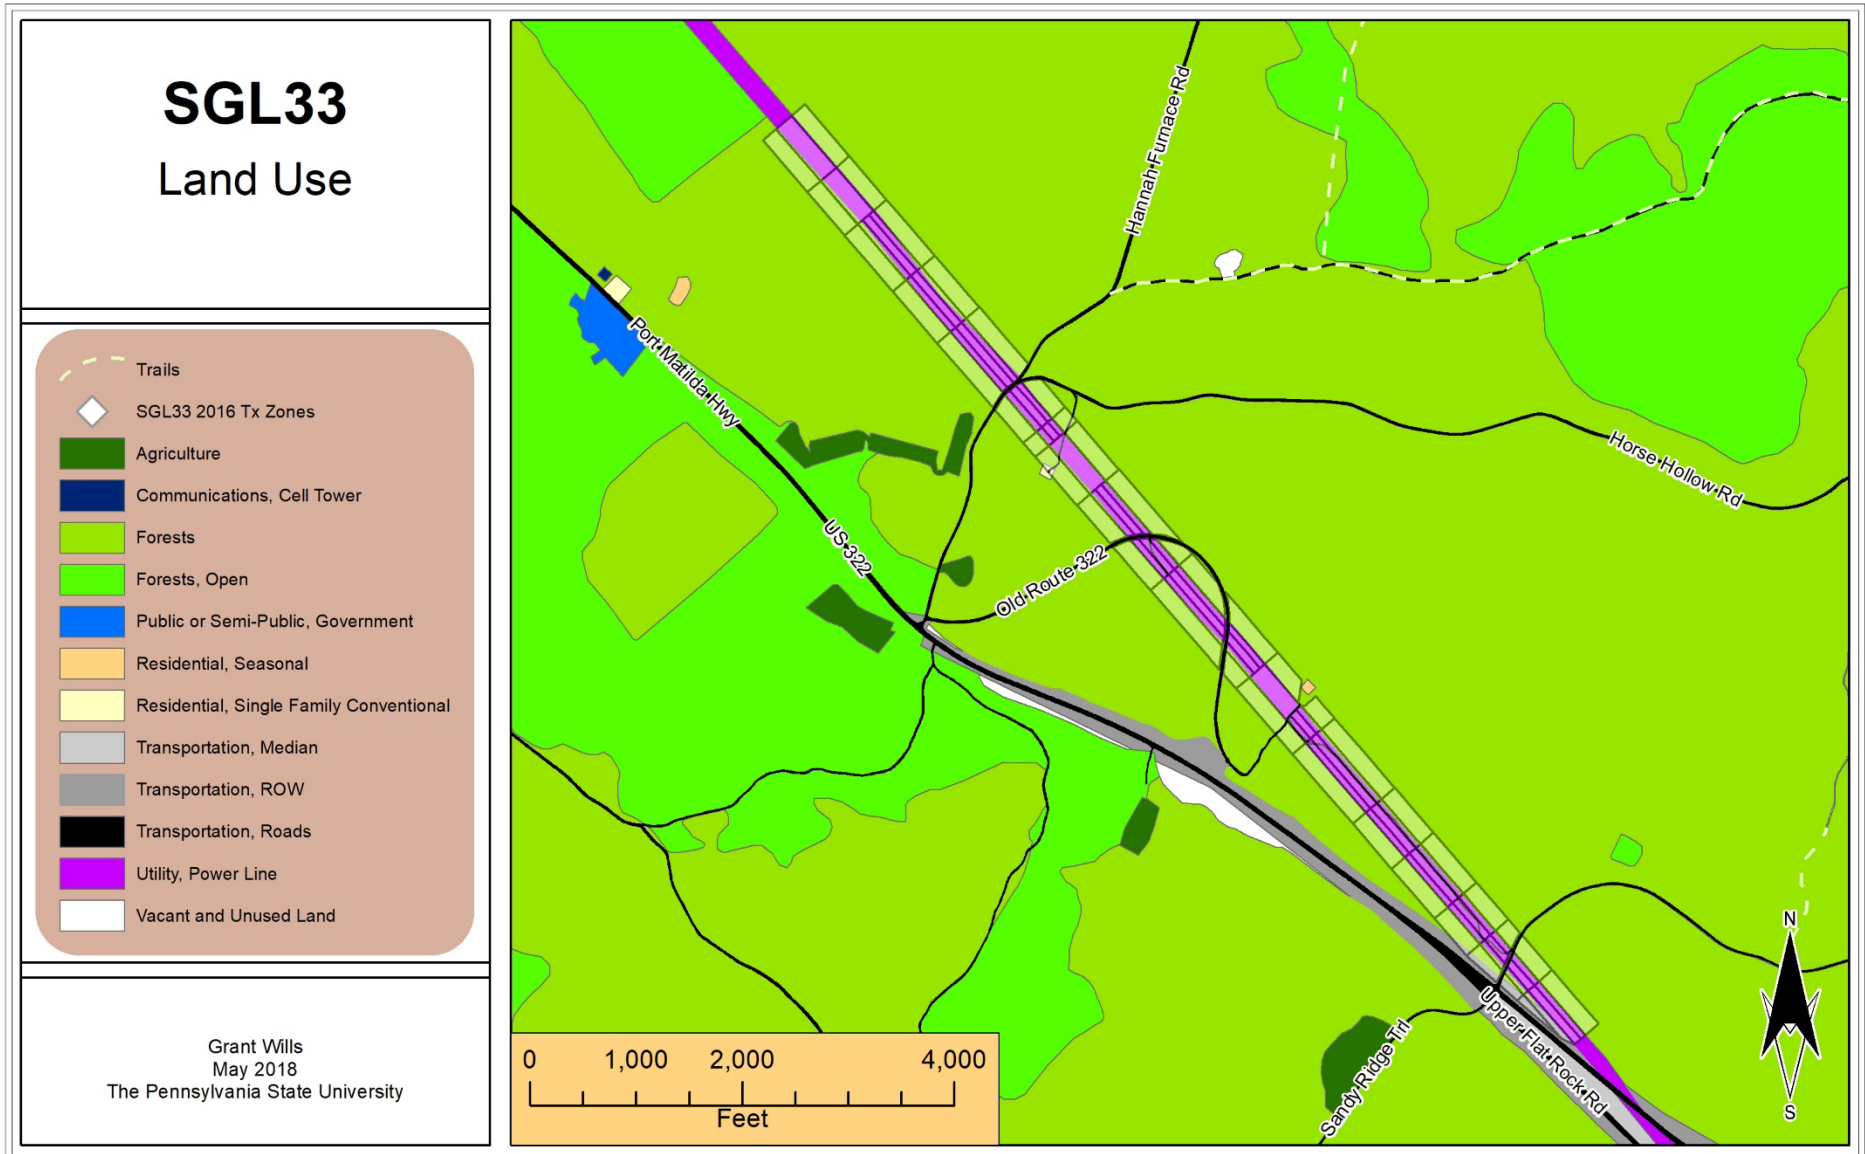 SGL33
Land Use
Trails
SGL33 2016 Tx Zones
Agriculture
Communications, Cell Tower
Forests
Forests, Open
Public or Semi-Public, Government
Residential, Seasonal
Residential, Single Family Conventional
Transportation, Median
Transportation, ROW
Transportation, Roads
Utility, Power Line
Vacant and Unused Land
Grant Wills
May 2018
The Pennsylvania State University
Hannah Furnace Rd
Port Matilda Hwy
Horse Hollow Rd
US 322
Old Route 322
Upper Flat Rock Rd
Sandy Ridge Trl
N
S
0 1,000 2,000 4,000
Feet